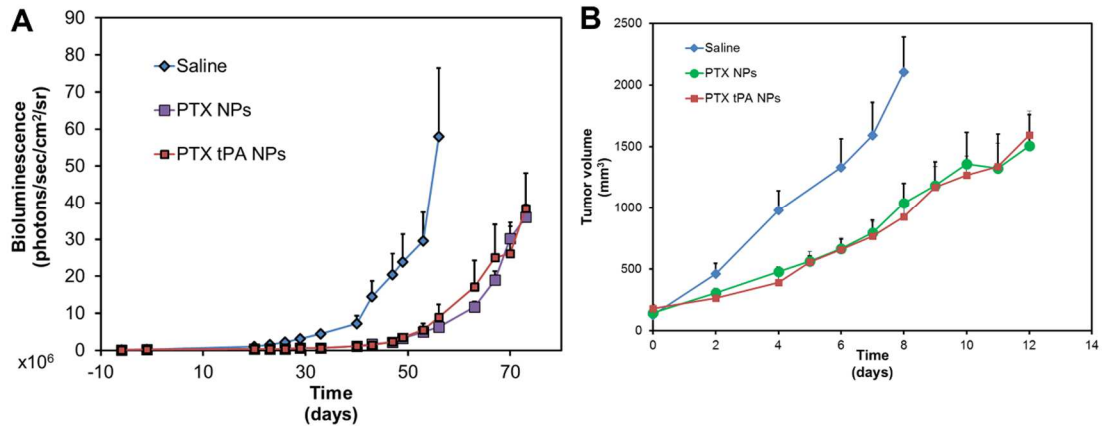 A
Bioluminescence
(photons/sec/cm²/sr)
90
80
70
60
50
40
30
20
10
0
x10⁶
Saline
PTX NPs
PTX tPA NPs
-10
10
30
50
70
Time
(days)
B
Tumor volume
(mm³)
2500
2000
1500
1000
500
0
Saline
PTX NPs
PTX tPA NPs
0
2
4
6
8
10
12
14
Time
(days)